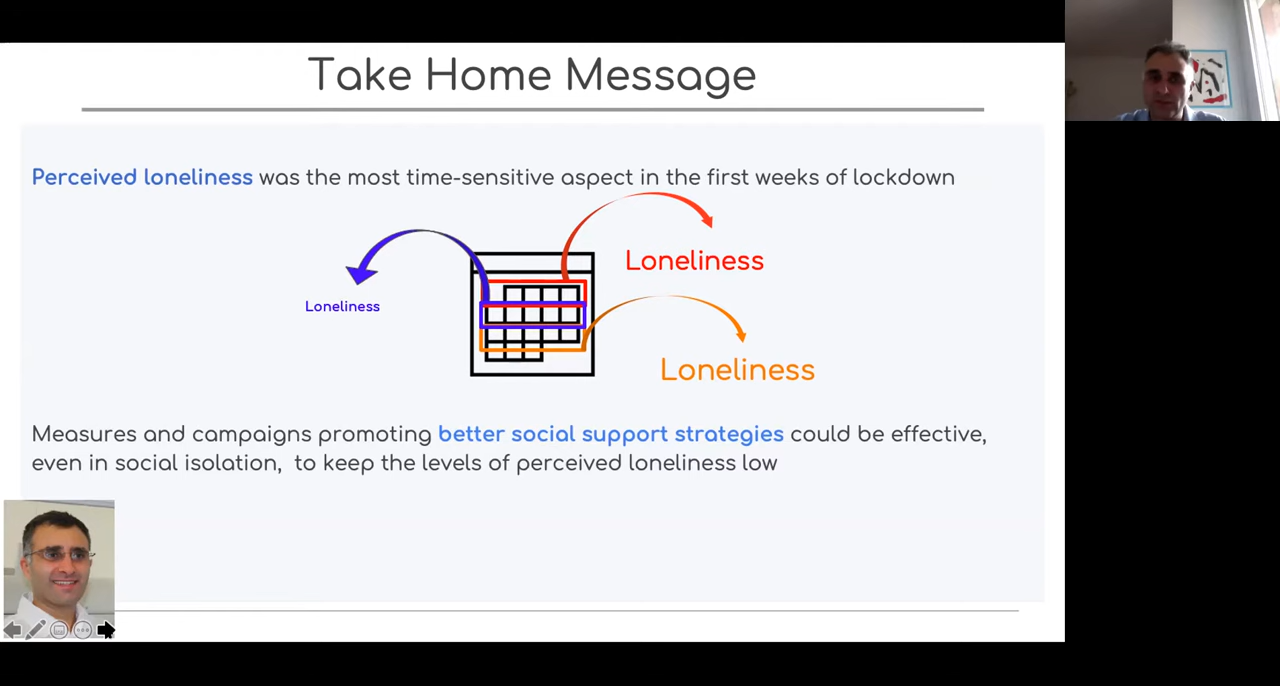 Take Home Message
Perceived loneliness was the most time-sensitive aspect in the first weeks of lockdown
Loneliness
Loneliness
Loneliness
Measures and campaigns promoting better social support strategies could be effective,
even in social isolation, to keep the levels of perceived loneliness low